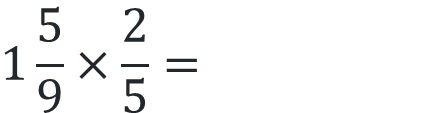 1 5/9 × 2/5 =